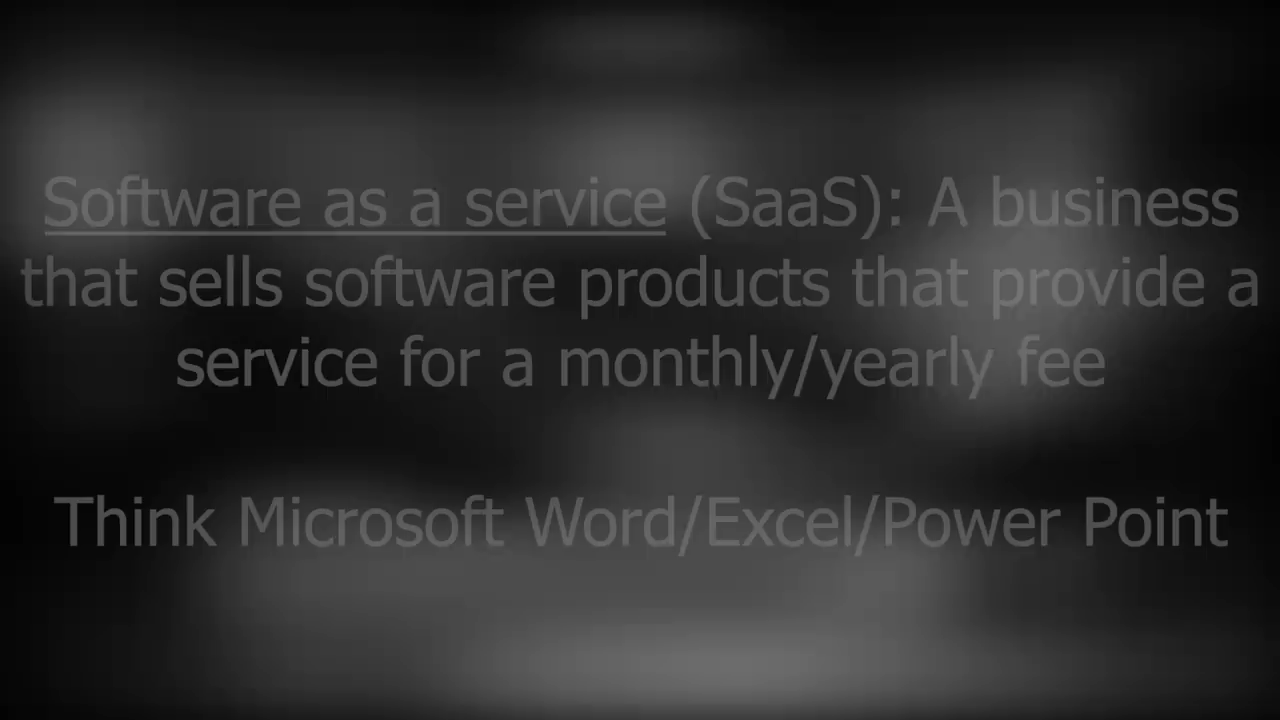 Software as a service (SaaS): A business
that sells software products that provide a
service for a monthly/yearly fee
Think Microsoft Word/Excel/Power Point